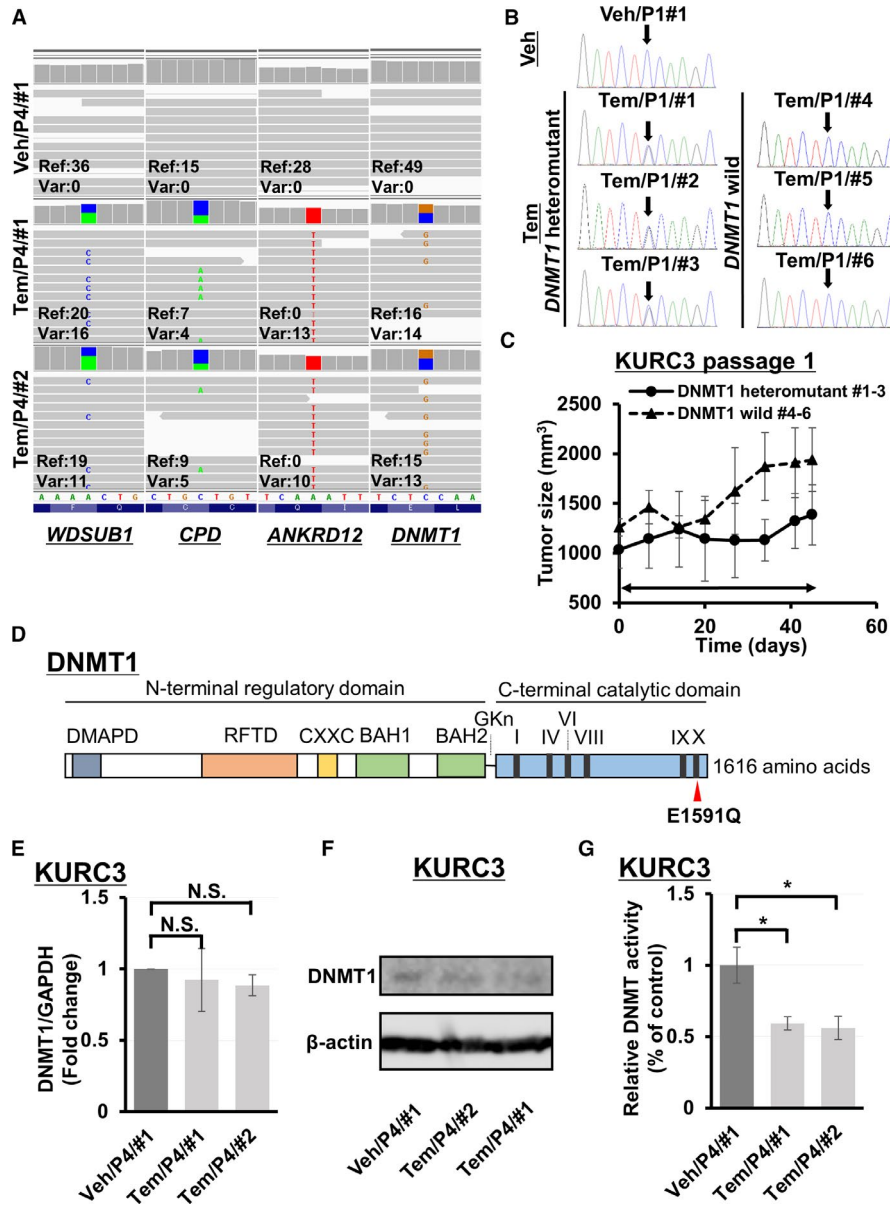 A
Veh/P4/#1
Ref:36 Ref:15 Ref:28 Ref:49
Var:0 Var:0 Var:0 Var:0
Tem/P4/#1
C T G
C G
C A T G
C A T
C A T
C A T
T G
Ref:20 Ref:7 Ref:0 Ref:16
Var:16 Var:4 Var:13 Var:14
Tem/P4/#2
C T G
A T G
T
C T G
T G
T G
Ref:19 Ref:9 Ref:0 Ref:15
Var:11 Var:5 Var:10 Var:13
A A A A C T G C T G C T G T T C A A A T T T C T C C A A
F Q C C Q I E L
WDSUB1 CPD ANKRD12 DNMT1
B
Veh
Veh/P1#1
Tem
DNMT1 heteromutant
Tem/P1/#1
Tem/P1/#2
Tem/P1/#3
DNMT1 wild
Tem/P1/#4
Tem/P1/#5
Tem/P1/#6
C
KURC3 passage 1
DNMT1 heteromutant #1-3
DNMT1 wild #4-6
Tumor size (mm³)
2500
2000
1500
1000
500
0 20 40 60
Time (days)
D
DNMT1
N-terminal regulatory domain C-terminal catalytic domain
GKn VI
DMAPD RFTD CXXC BAH1 BAH2 I IV VIII IX X
1616 amino acids
E1591Q
E
KURC3
DNMT1/GAPDH
(Fold change)
1.5
1
0.5
0
N.S.
N.S.
Veh/P4/#1
Tem/P4/#1
Tem/P4/#2
F
KURC3
DNMT1
β-actin
Veh/P4/#1
Tem/P4/#2
Tem/P4/#1
G
KURC3
Relative DNMT activity
(% of control)
1.5
1
0.5
0
*
*
Veh/P4/#1
Tem/P4/#1
Tem/P4/#2